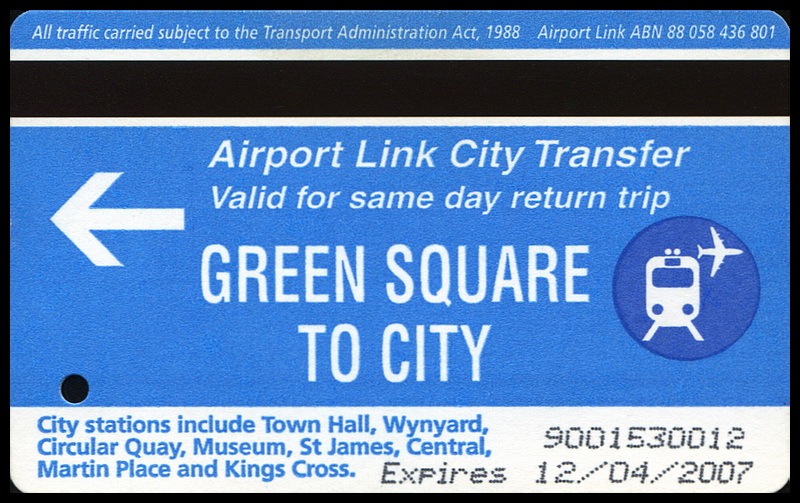 All traffic carried subject to the Transport Administration Act, 1988 Airport Link ABN 88 058 436 801
Airport Link City Transfer
Valid for same day return trip
GREEN SQUARE
TO CITY
City stations include Town Hall, Wynyard,
Circular Quay, Museum, St James, Central,
Martin Place and Kings Cross.
9001530012
Expires 12/04/2007